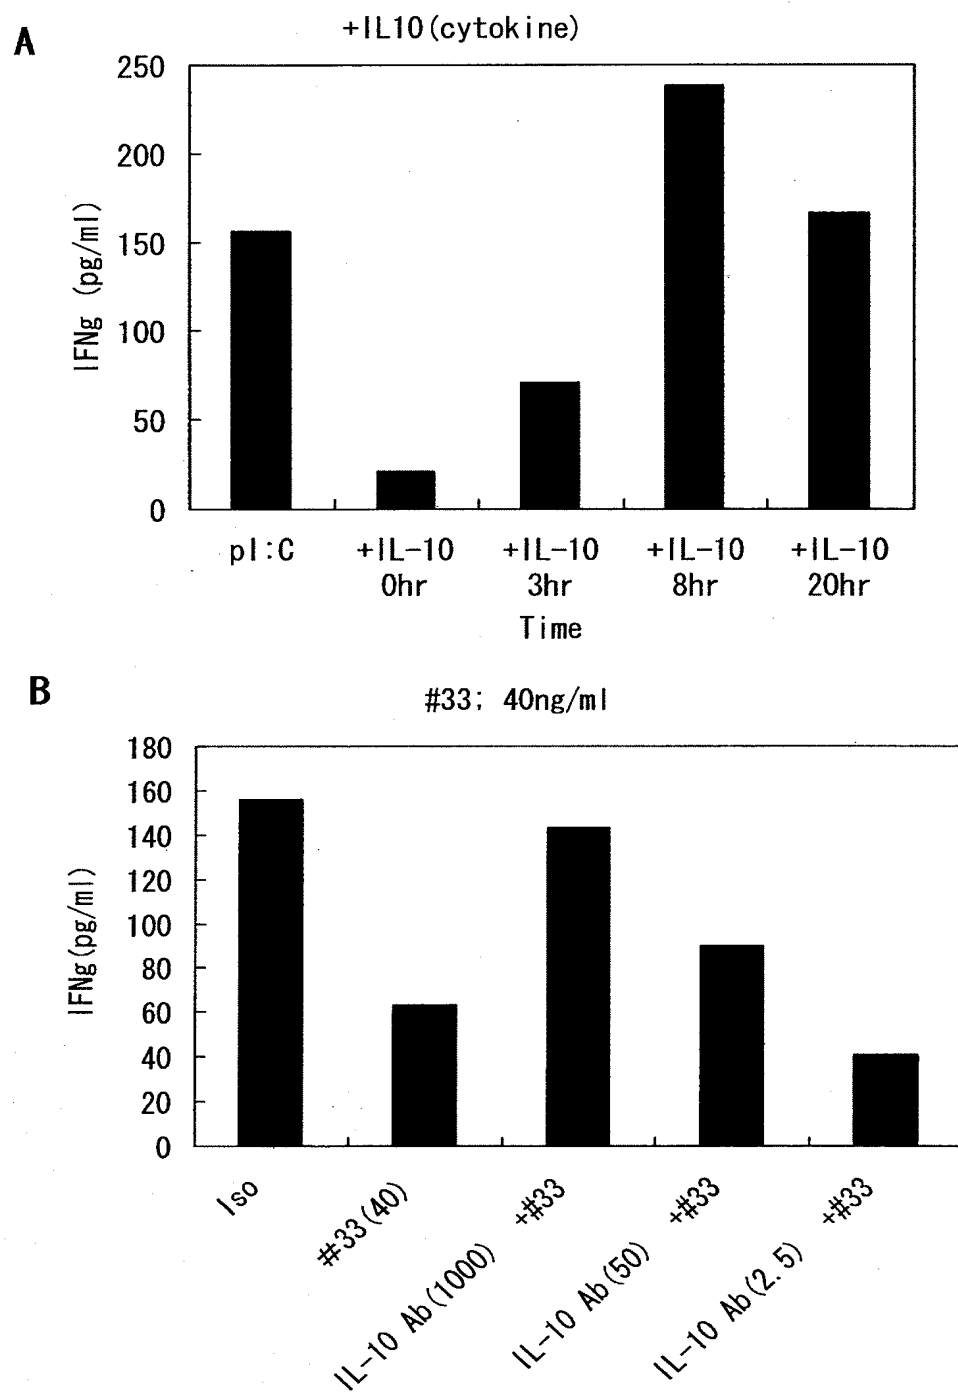 A
+IL10(cytokine)
IFNg (pg/ml)
250
200
150
100
50
0
pI:C +IL-10 +IL-10 +IL-10 +IL-10
0hr 3hr 8hr 20hr
Time
B
#33; 40ng/ml
IFNg(pg/ml)
180
160
140
120
100
80
60
40
20
0
Iso
#33(40)
IL-10 Ab(1000) +#33
IL-10 Ab(50) +#33
IL-10 Ab(2.5) +#33